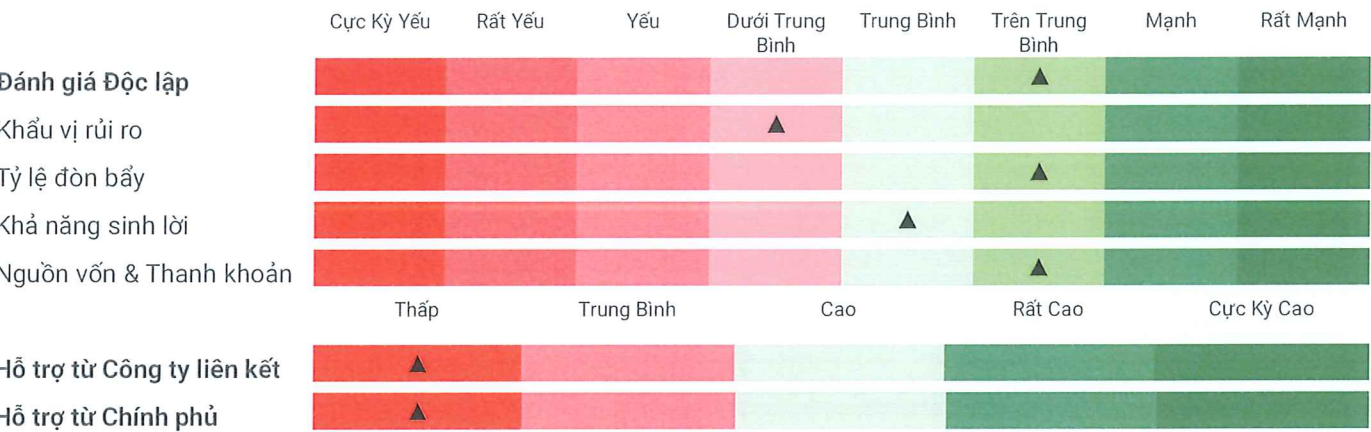 Cực Kỳ Yếu Rất Yếu Yếu Dưới Trung Bình Trung Bình Trên Trung Bình Mạnh Rất Mạnh
Đánh giá Độc lập
Khẩu vị rủi ro
Tỷ lệ đòn bẩy
Khả năng sinh lời
Nguồn vốn & Thanh khoản
Thấp Trung Bình Cao Rất Cao Cực Kỳ Cao
Hỗ trợ từ Công ty liên kết
Hỗ trợ từ Chính phủ